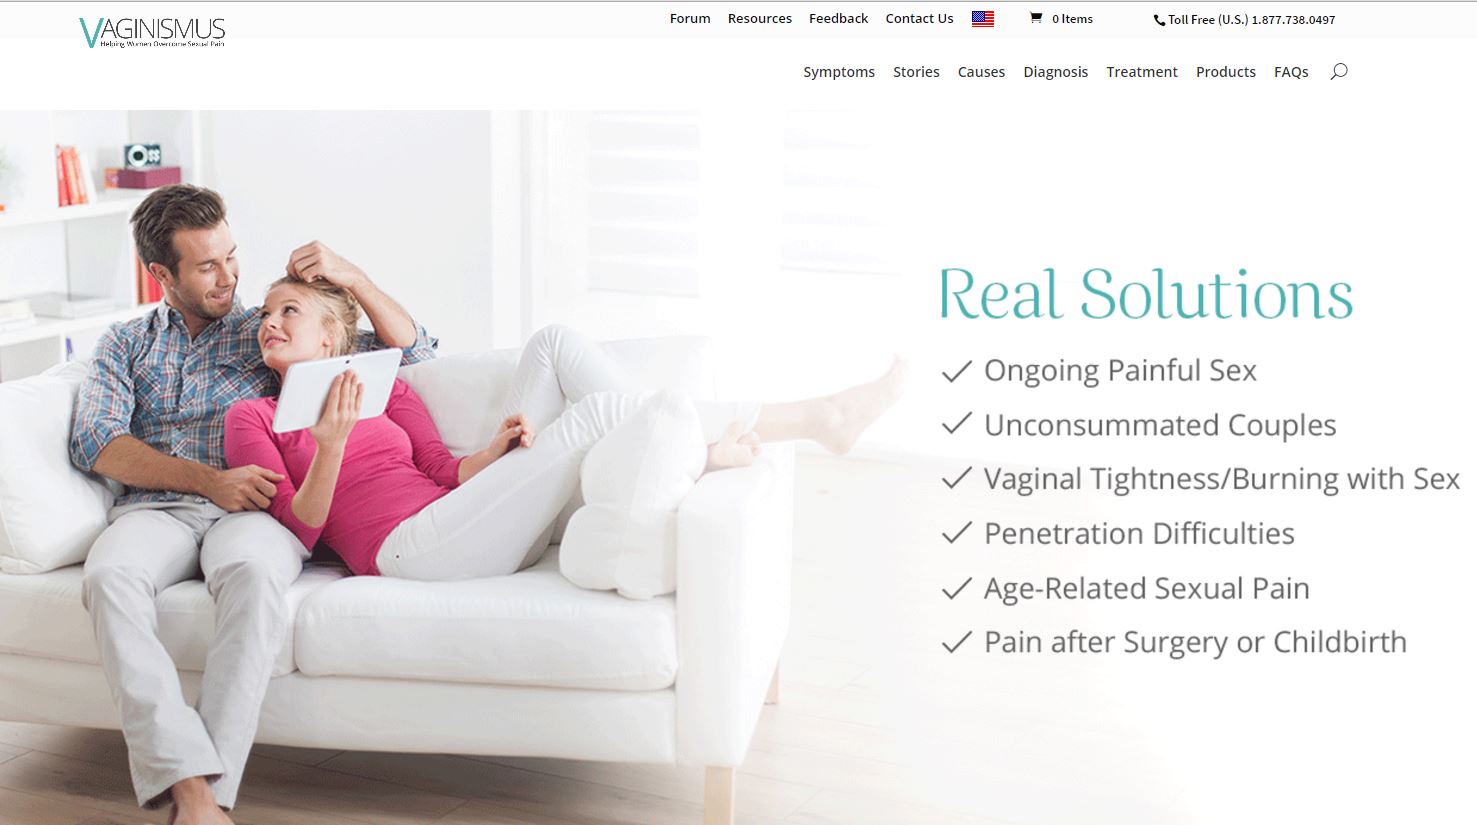 VAGINISMUS
Helping Women Overcome Sexual Pain
Forum Resources Feedback Contact Us 0 Items Toll Free (U.S.) 1.877.738.0497
Symptoms Stories Causes Diagnosis Treatment Products FAQs
Real Solutions
Ongoing Painful Sex
Unconsummated Couples
Vaginal Tightness/Burning with Sex
Penetration Difficulties
Age-Related Sexual Pain
Pain after Surgery or Childbirth